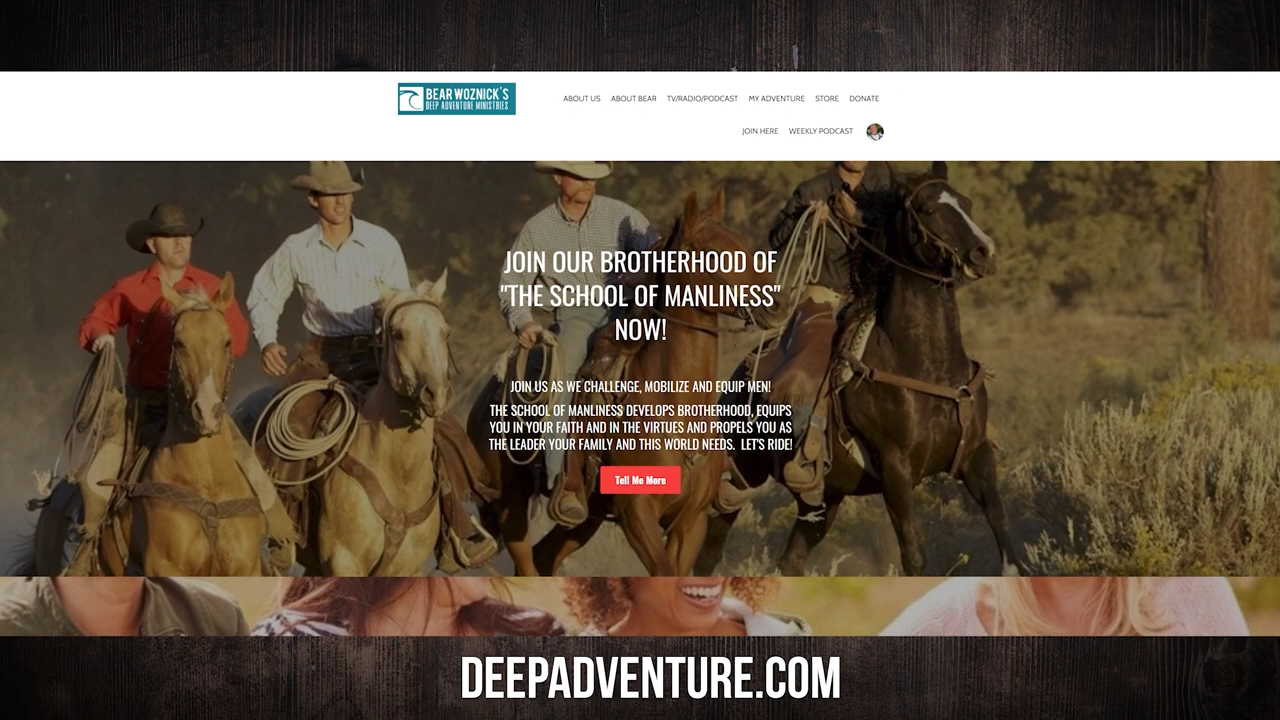 BEAR WOZNICK'S
DEEP ADVENTURE MINISTRIES
ABOUT US ABOUT BEAR TV/RADIO/PODCAST MY ADVENTURE STORE DONATE
JOIN HERE WEEKLY PODCAST
JOIN OUR BROTHERHOOD OF
"THE SCHOOL OF MANLINESS"
NOW!
JOIN US AS WE CHALLENGE, MOBILIZE AND EQUIP MEN!
THE SCHOOL OF MANLINESS DEVELOPS BROTHERHOOD, EQUIPS
YOU IN YOUR FAITH AND IN THE VIRTUES AND PROPELS YOU AS
THE LEADER YOUR FAMILY AND THIS WORLD NEEDS. LET'S RIDE!
Tell Me More
DEEPADVENTURE.COM